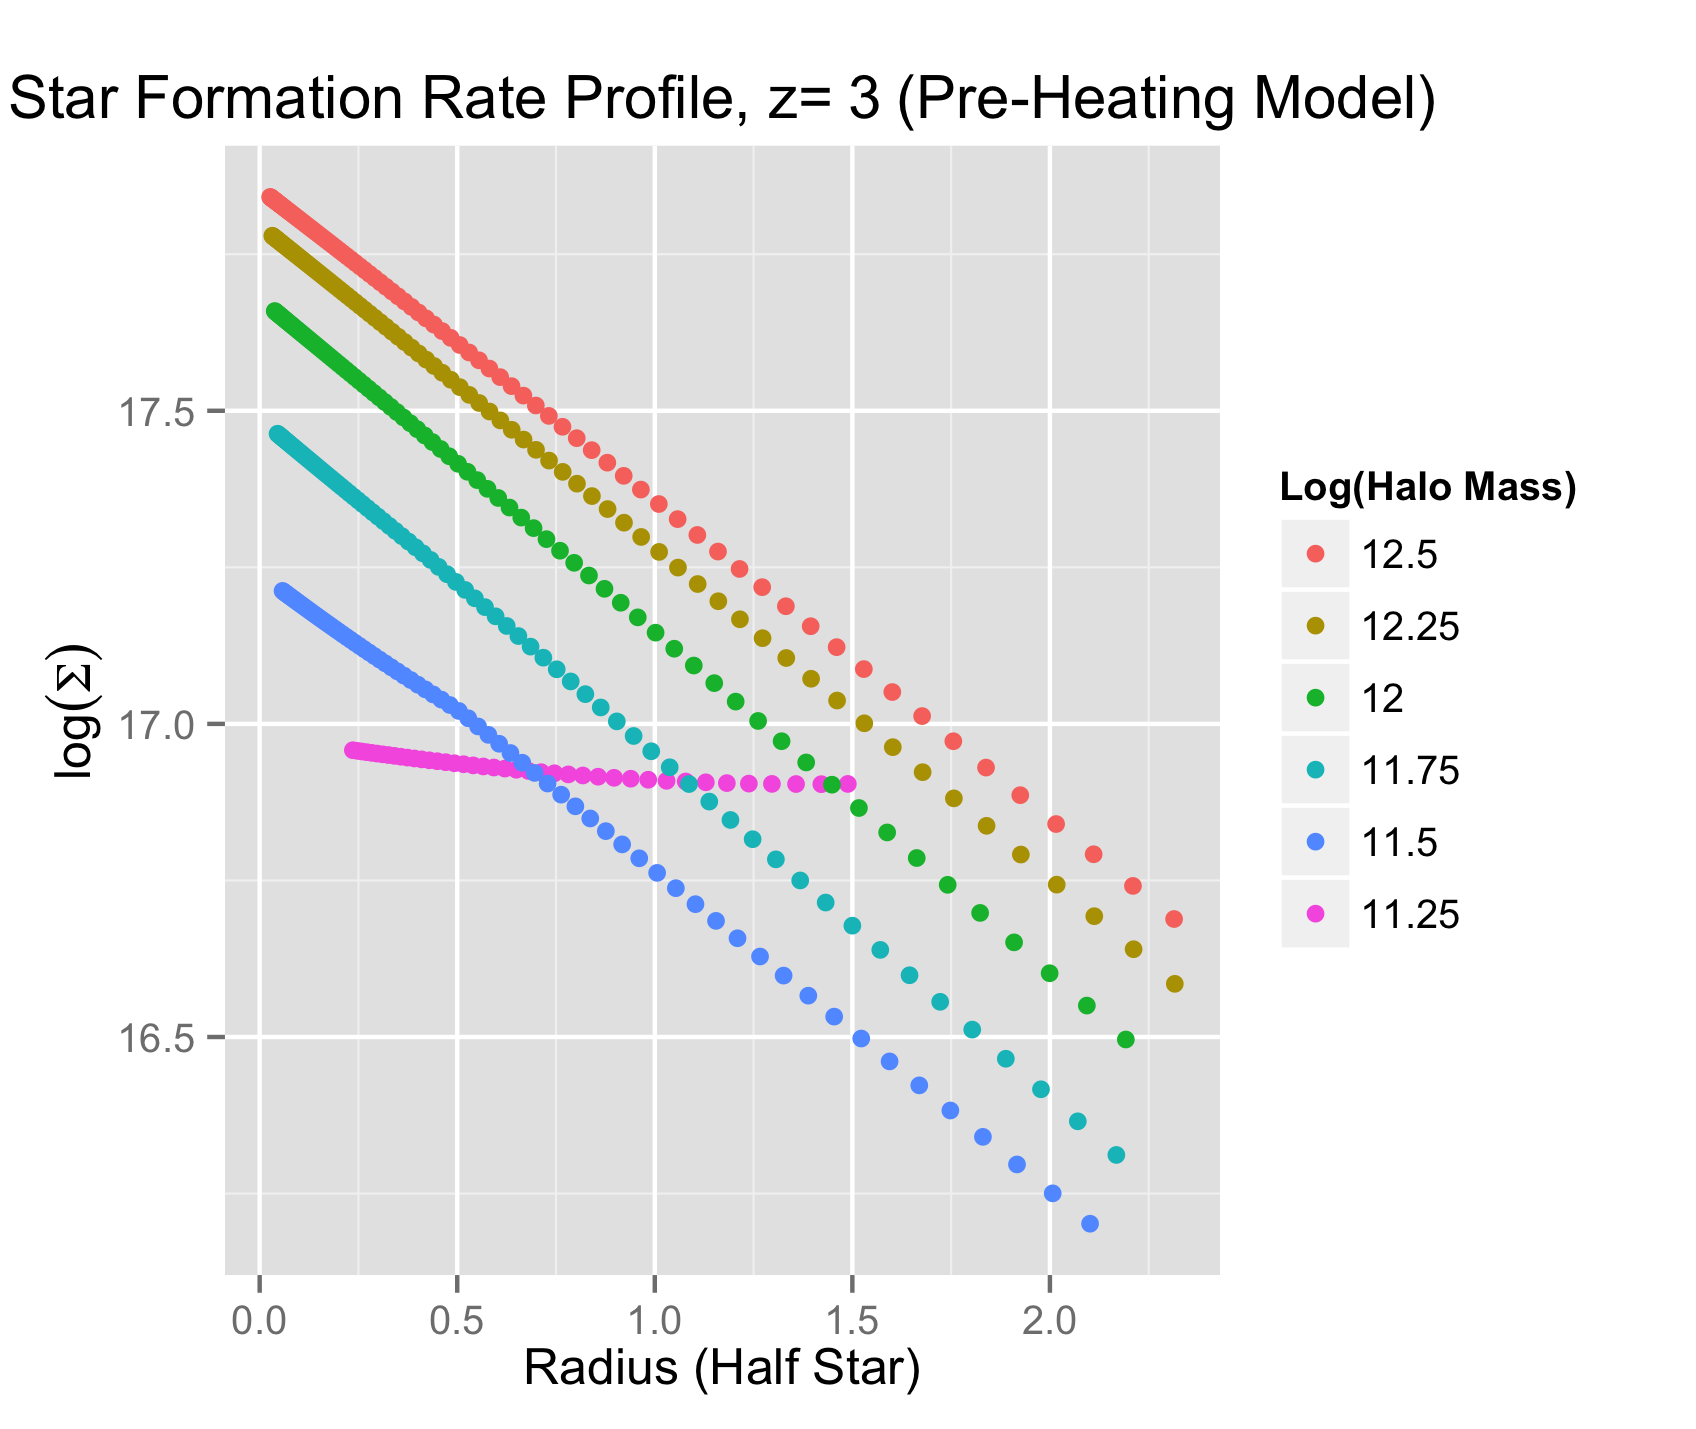 Star Formation Rate Profile, z= 3 (Pre-Heating Model)
17.5
17.0
16.5
log(Σ)
0.0 0.5 1.0 1.5 2.0
Radius (Half Star)
Log(Halo Mass)
12.5
12.25
12
11.75
11.5
11.25